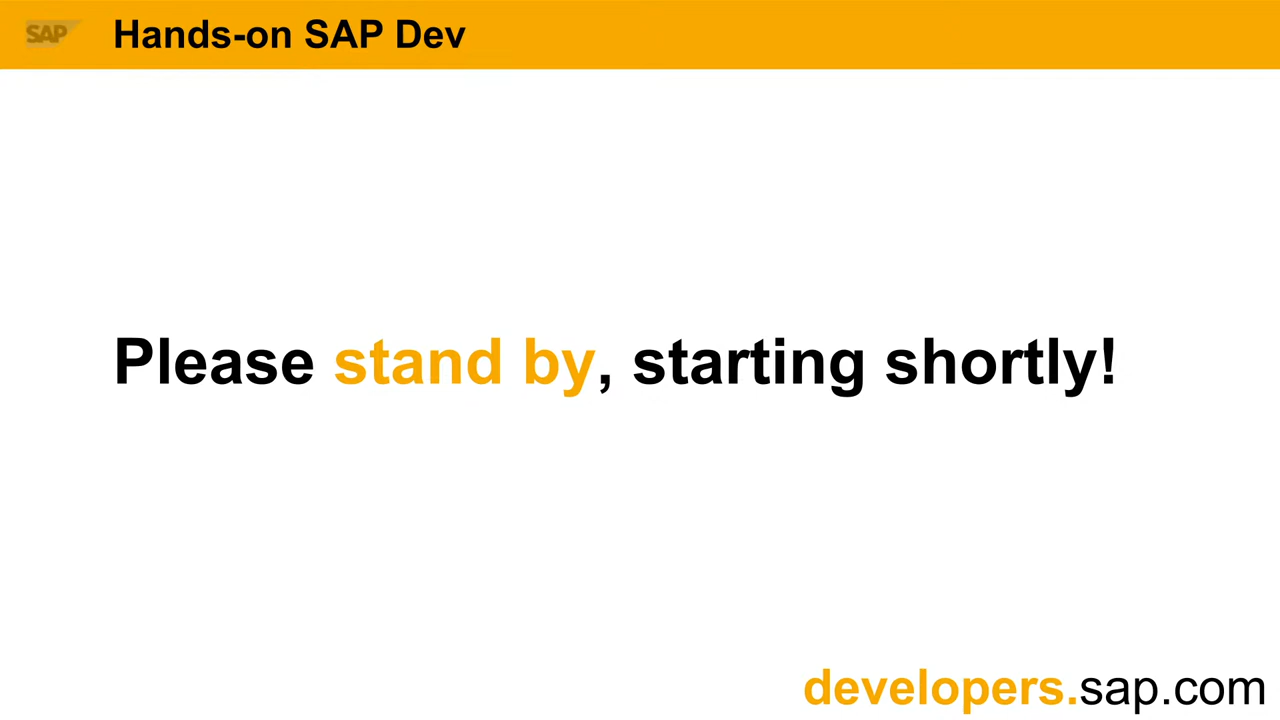 SAP
Hands-on SAP Dev
Please stand by, starting shortly!
developers.sap.com